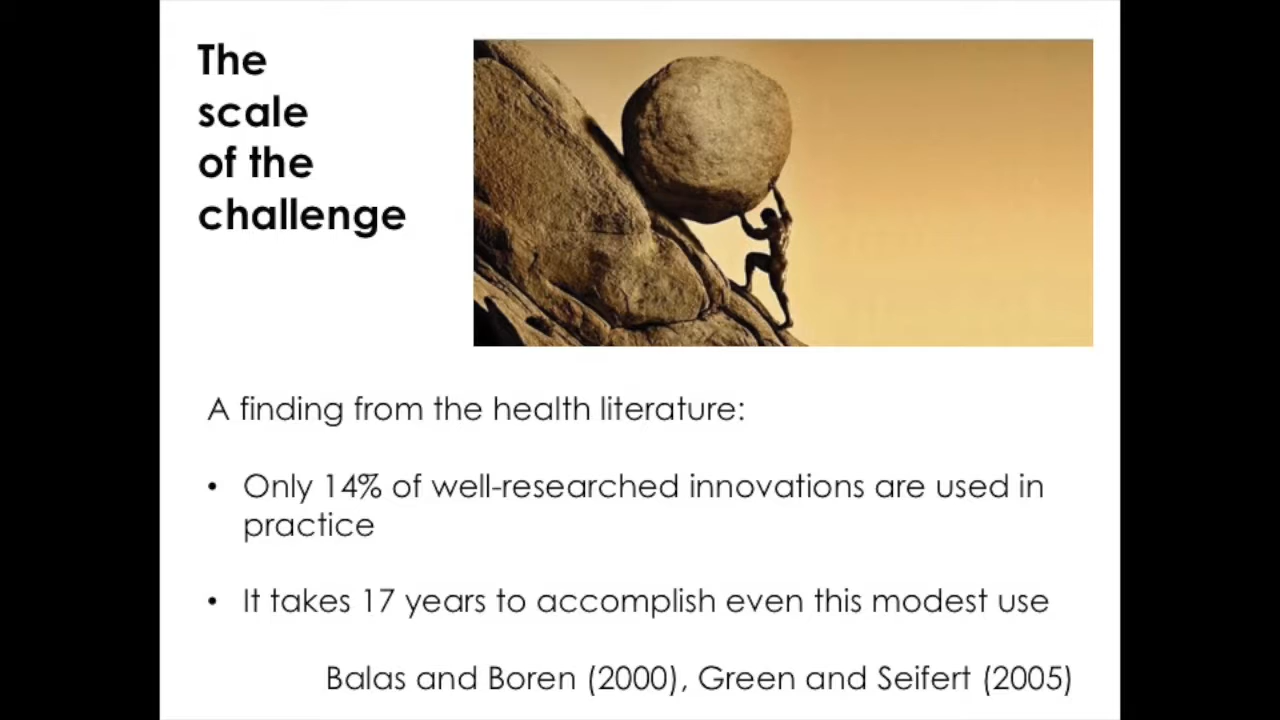 The
scale
of the
challenge
A finding from the health literature:
• Only 14% of well-researched innovations are used in
practice
• It takes 17 years to accomplish even this modest use
Balas and Boren (2000), Green and Seifert (2005)